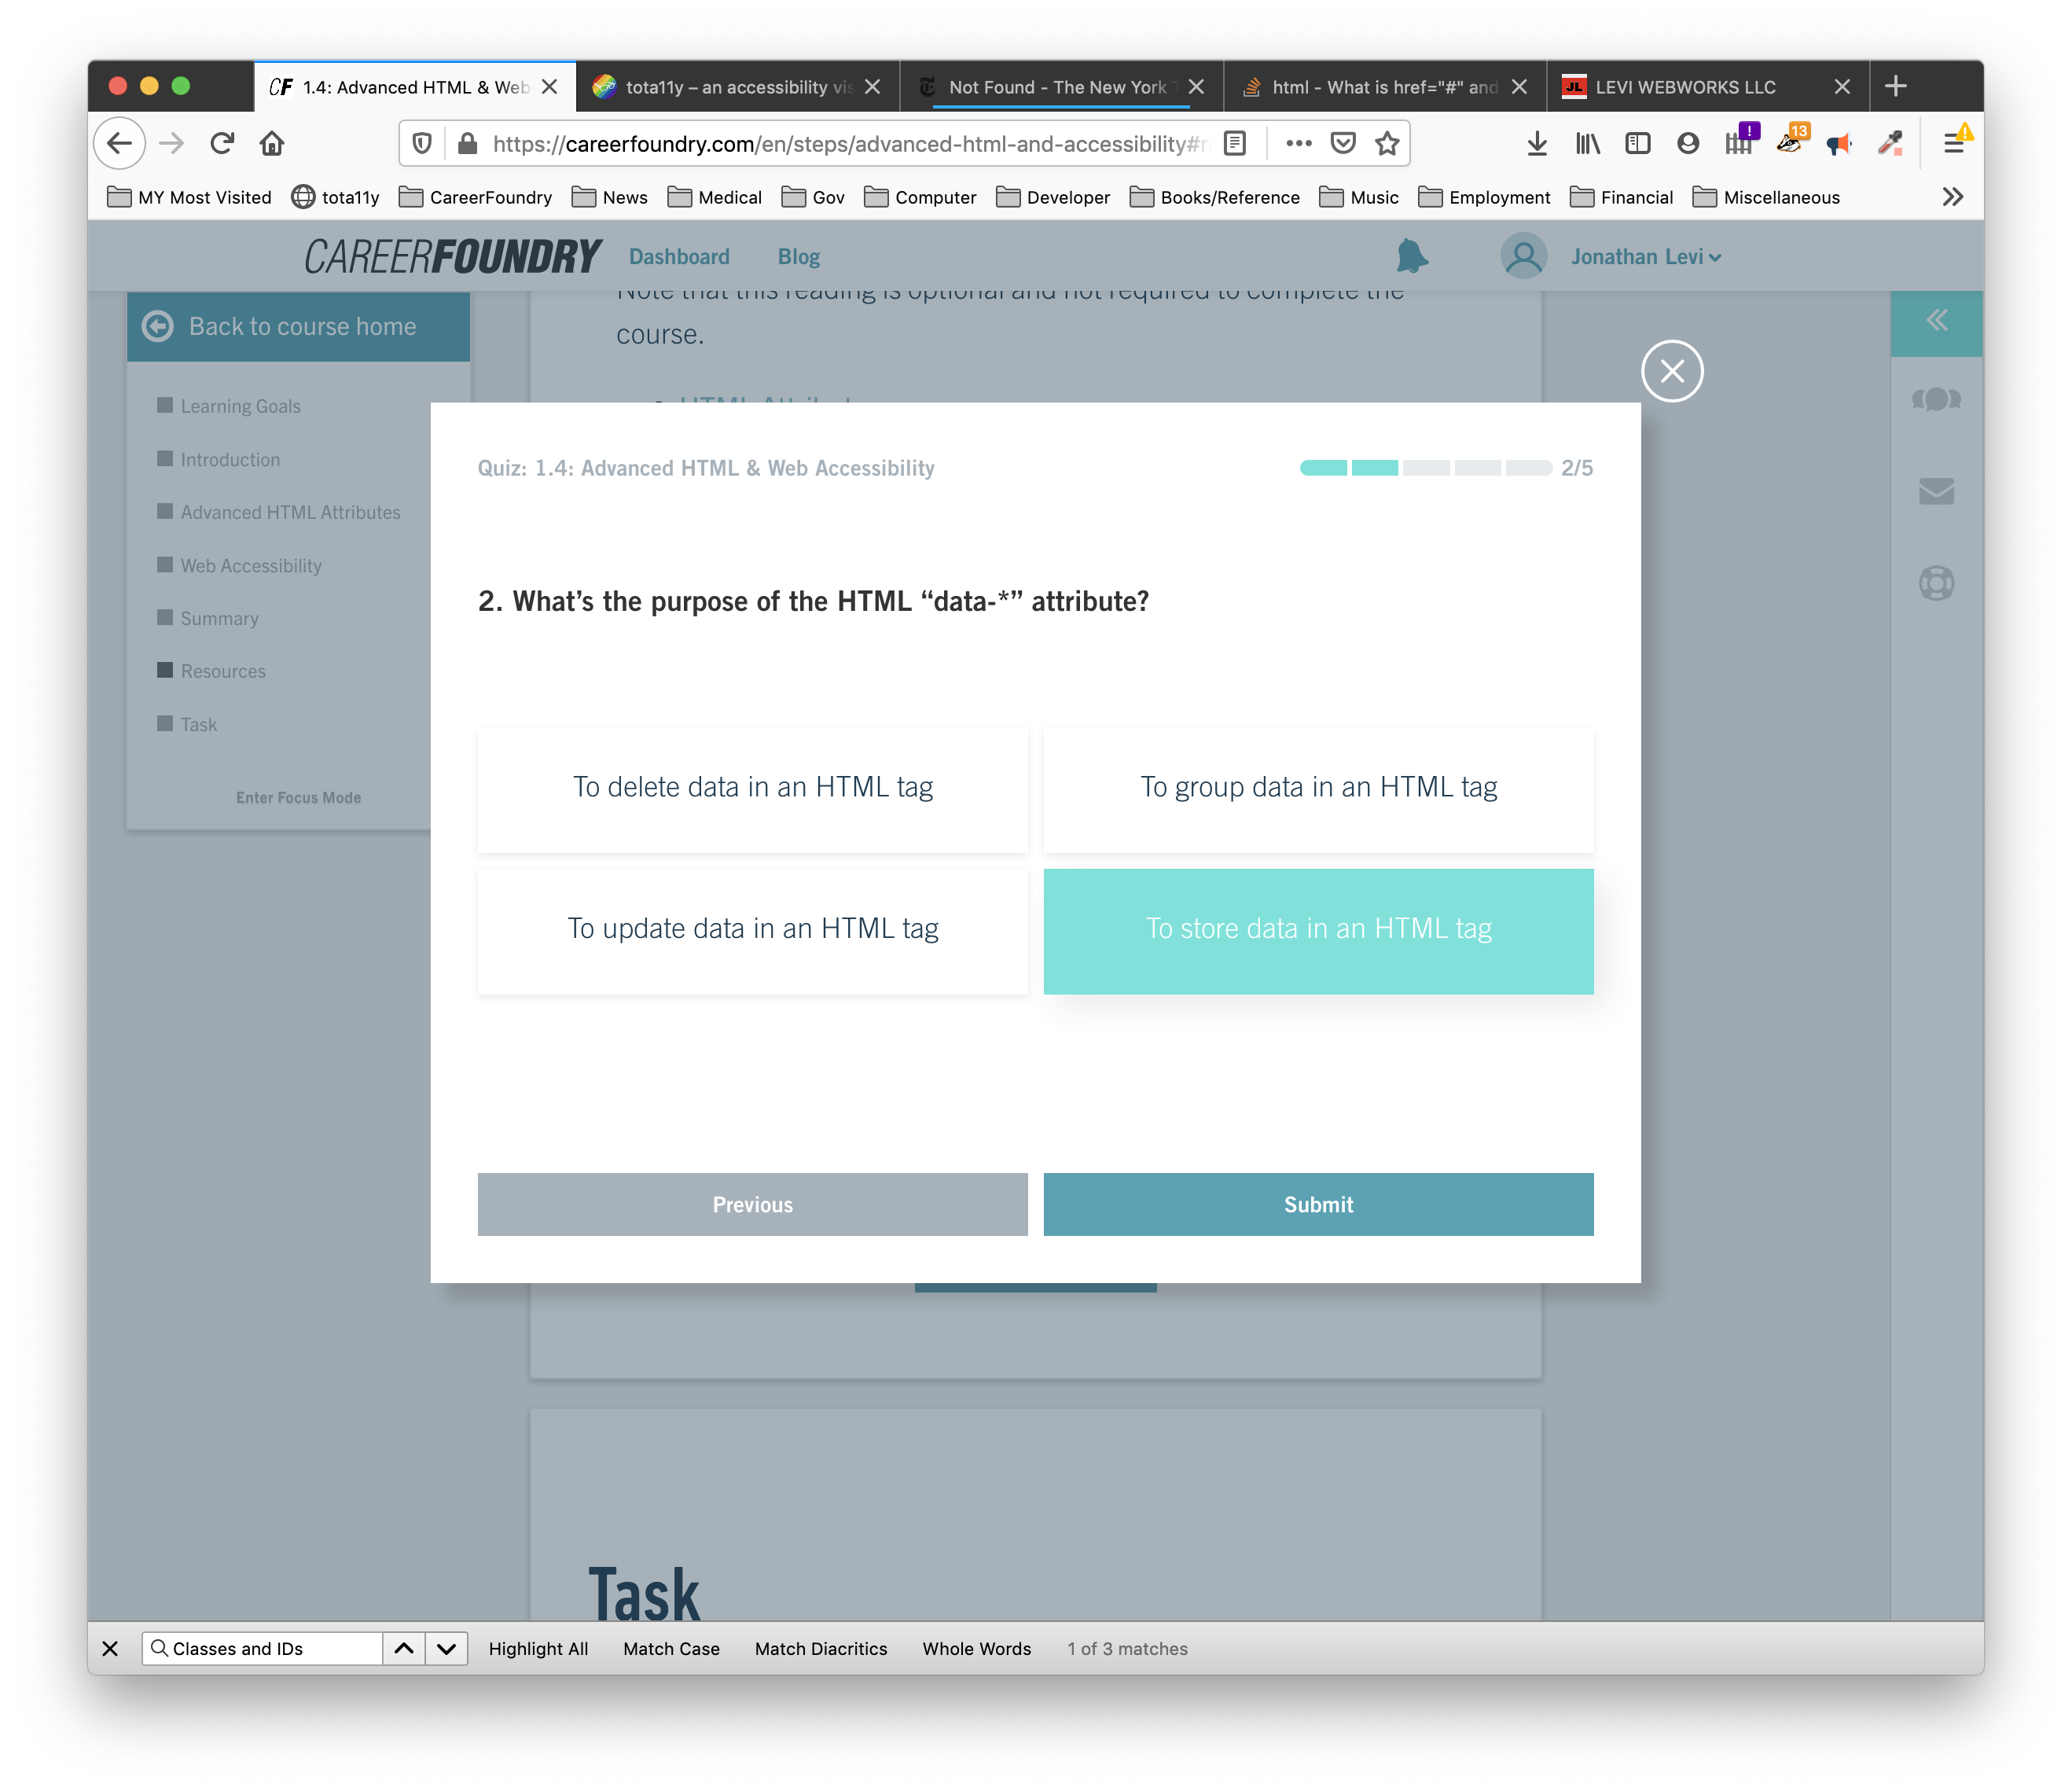 CF 1.4: Advanced HTML & Web
tota11y – an accessibility vis
Not Found - The New York T
html - What is href="#" and
JL LEVI WEBWORKS LLC
https://careerfoundry.com/en/steps/advanced-html-and-accessibility#r
!
13
MY Most Visited
tota11y
CareerFoundry
News
Medical
Gov
Computer
Developer
Books/Reference
Music
Employment
Financial
Miscellaneous
CAREERFOUNDRY
Dashboard
Blog
Jonathan Levi
Back to course home
Learning Goals
Introduction
Advanced HTML Attributes
Web Accessibility
Summary
Resources
Task
Enter Focus Mode
Note that this reading is optional and not required to complete the
course.
Quiz: 1.4: Advanced HTML & Web Accessibility
2/5
2. What’s the purpose of the HTML “data-*” attribute?
To delete data in an HTML tag
To group data in an HTML tag
To update data in an HTML tag
To store data in an HTML tag
Previous
Submit
Task
Classes and IDs
Highlight All
Match Case
Match Diacritics
Whole Words
1 of 3 matches